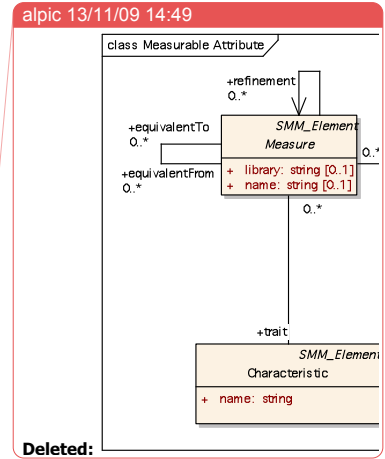 alpic 13/11/09 14:49
class Measurable Attribute
+refinement
0..*
+equivalentTo
0..*
SMM_Element
Measure
0..*
+equivalentFrom
0..*
+ library: string [0..1]
+ name: string [0..1]
0..*
+trait
SMM_Element
Characteristic
+ name: string
Deleted: